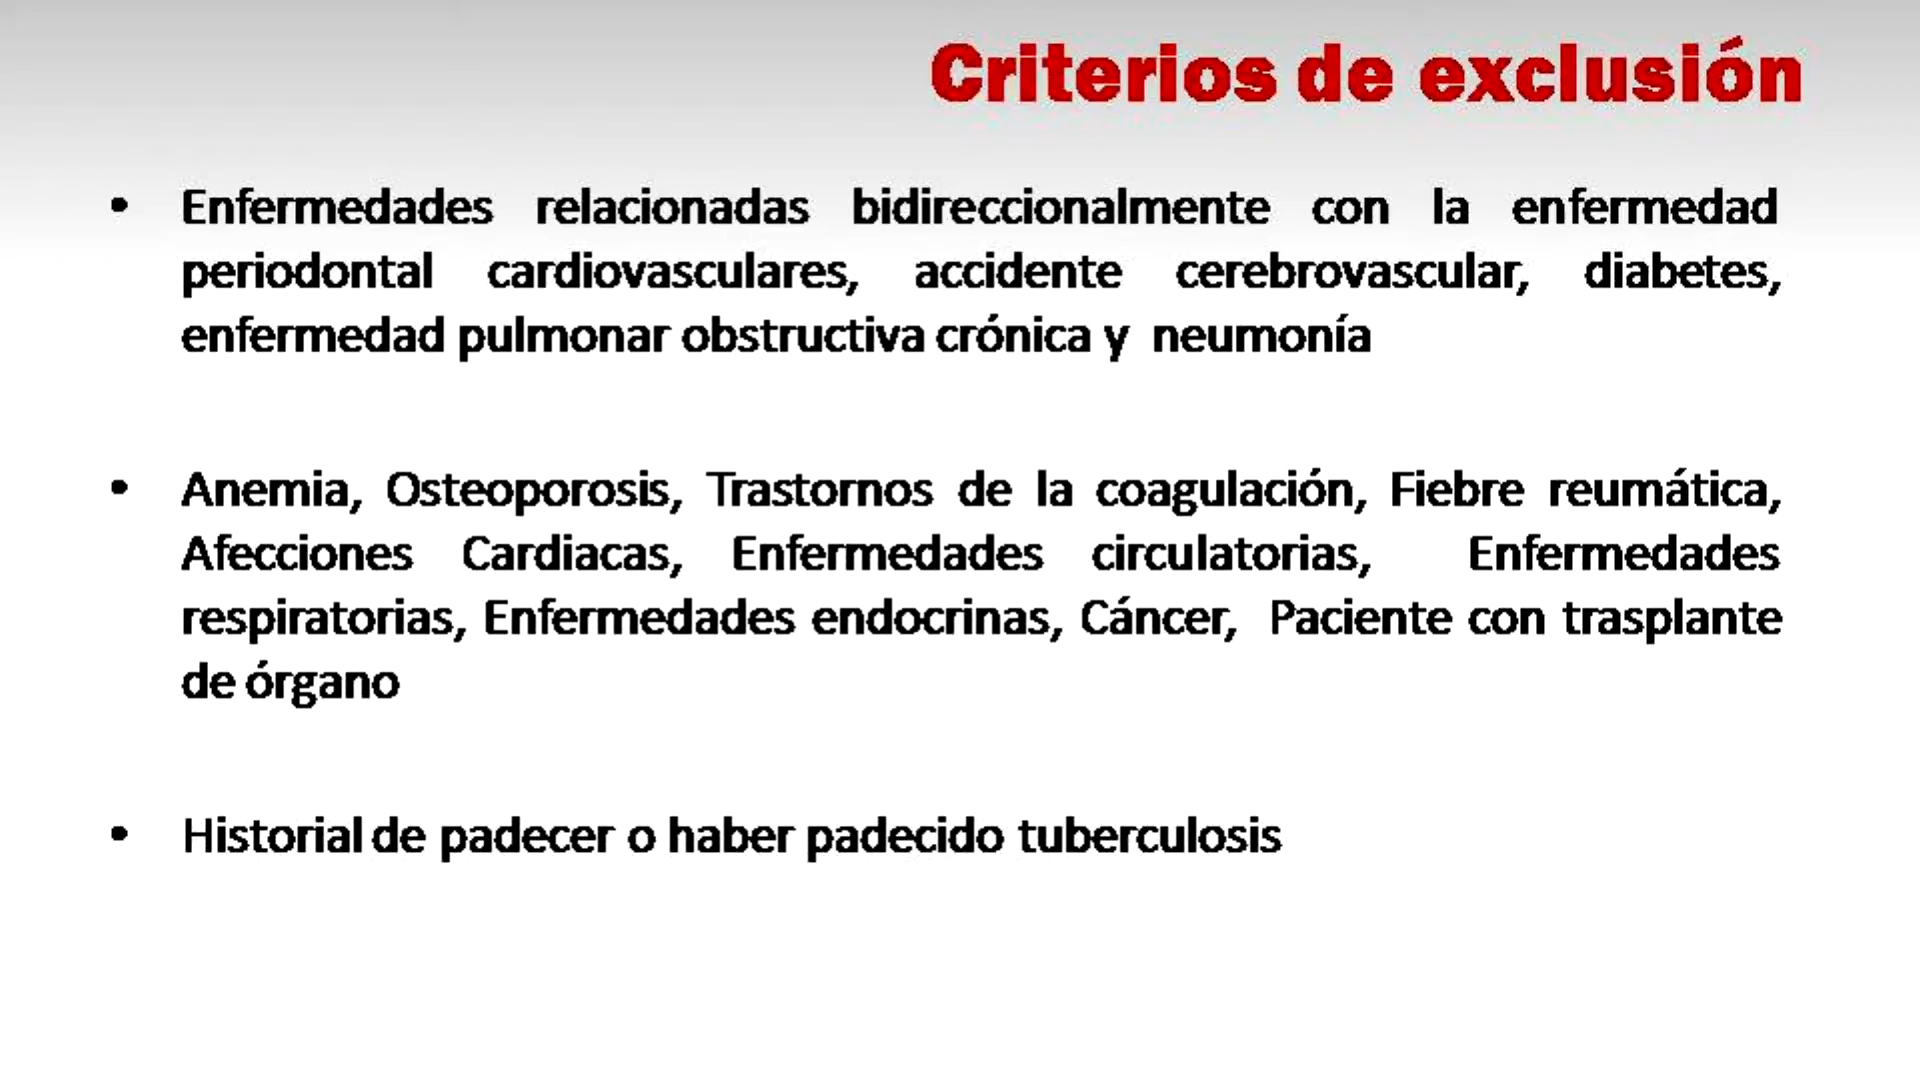 Criterios de exclusión
• Enfermedades relacionadas bidireccionalmente con la enfermedad
periodontal cardiovasculares, accidente cerebrovascular, diabetes,
enfermedad pulmonar obstructiva crónica y neumonía
• Anemia, Osteoporosis, Trastornos de la coagulación, Fiebre reumática,
Afecciones Cardiacas, Enfermedades circulatorias, Enfermedades
respiratorias, Enfermedades endocrinas, Cáncer, Paciente con trasplante
de órgano
• Historial de padecer o haber padecido tuberculosis